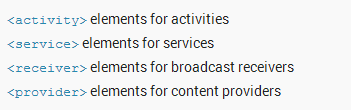 <activity> elements for activities
<service> elements for services
<receiver> elements for broadcast receivers
<provider> elements for content providers